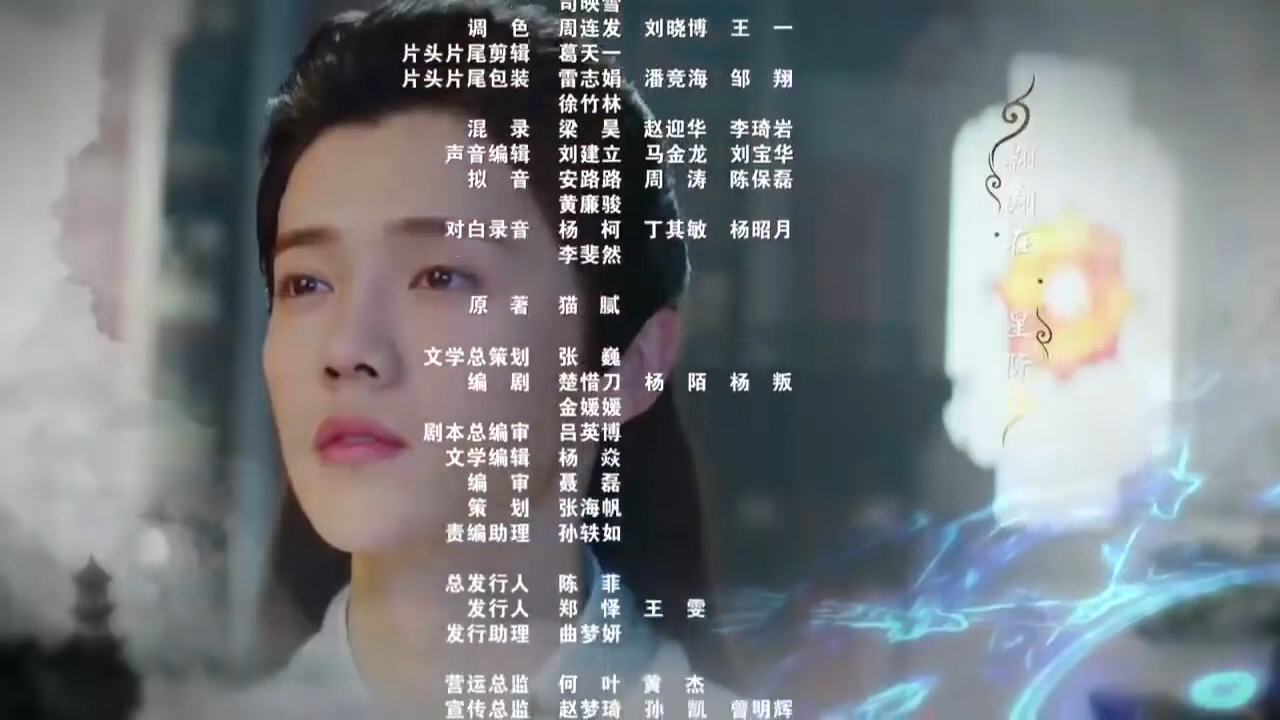 司映雪
调 色 周连发 刘晓博 王 一
片头片尾剪辑 葛天一
片头片尾包装 雷志娟 潘竞海 邹 翔
徐竹林
混 录 梁 昊 赵迎华 李琦岩
声音编辑 刘建立 马金龙 刘宝华
拟 音 安路路 周 涛 陈保磊
黄廉骏
对白录音 杨 柯 丁其敏 杨昭月
李斐然
原 著 猫 腻
文学总策划 张 巍
编 剧 楚惜刀 杨 陌 杨 叛
金媛媛
剧本总编审 吕英博
文学编辑 杨 焱
编 审 聂 磊
策 划 张海帆
责编助理 孙轶如
总发行人 陈 菲
发行人 郑 怿 王 雯
发行助理 曲梦妍
营运总监 何 叶 黄 杰
宣传总监 赵梦琦 孙 凯 曾明辉
翱翔在 星际